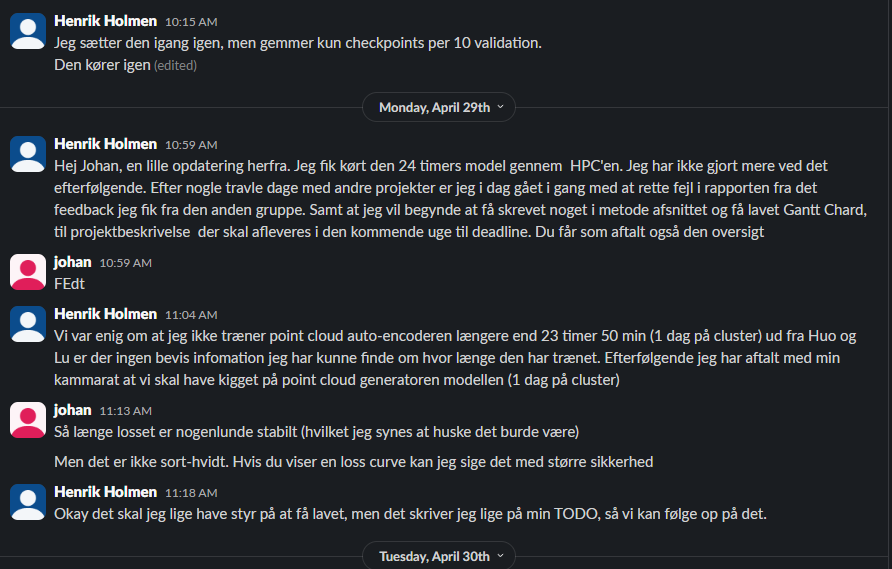 Henrik Holmen 10:15 AM
Jeg sætter den igang igen, men gemmer kun checkpoints per 10 validation.
Den kører igen (edited)
Monday, April 29th
Henrik Holmen 10:59 AM
Hej Johan, en lille opdatering herfra. Jeg fik kørt den 24 timers model gennem HPC'en. Jeg har ikke gjort mere ved det
efterfølgende. Efter nogle travle dage med andre projekter er jeg i dag gået i gang med at rette fejl i rapporten fra det
feedback jeg fik fra den anden gruppe. Samt at jeg vil begynde at få skrevet noget i metode afsnittet og få lavet Gantt Chard,
til projektbeskrivelse der skal afleveres i den kommende uge til deadline. Du får som aftalt også den oversigt
johan 10:59 AM
FEdt
Henrik Holmen 11:04 AM
Vi var enig om at jeg ikke træner point cloud auto-encoderen længere end 23 timer 50 min (1 dag på cluster) ud fra Huo og
Lu er der ingen bevis infomation jeg har kunne finde om hvor længe den har trænet. Efterfølgende jeg har aftalt med min
kammarat at vi skal have kigget på point cloud generatoren modellen (1 dag på cluster)
johan 11:13 AM
Så længe losset er nogenlunde stabilt (hvilket jeg synes at huske det burde være)
Men det er ikke sort-hvidt. Hvis du viser en loss curve kan jeg sige det med større sikkerhed
Henrik Holmen 11:18 AM
Okay det skal jeg lige have styr på at få lavet, men det skriver jeg lige på min TODO, så vi kan følge op på det.
Tuesday, April 30th